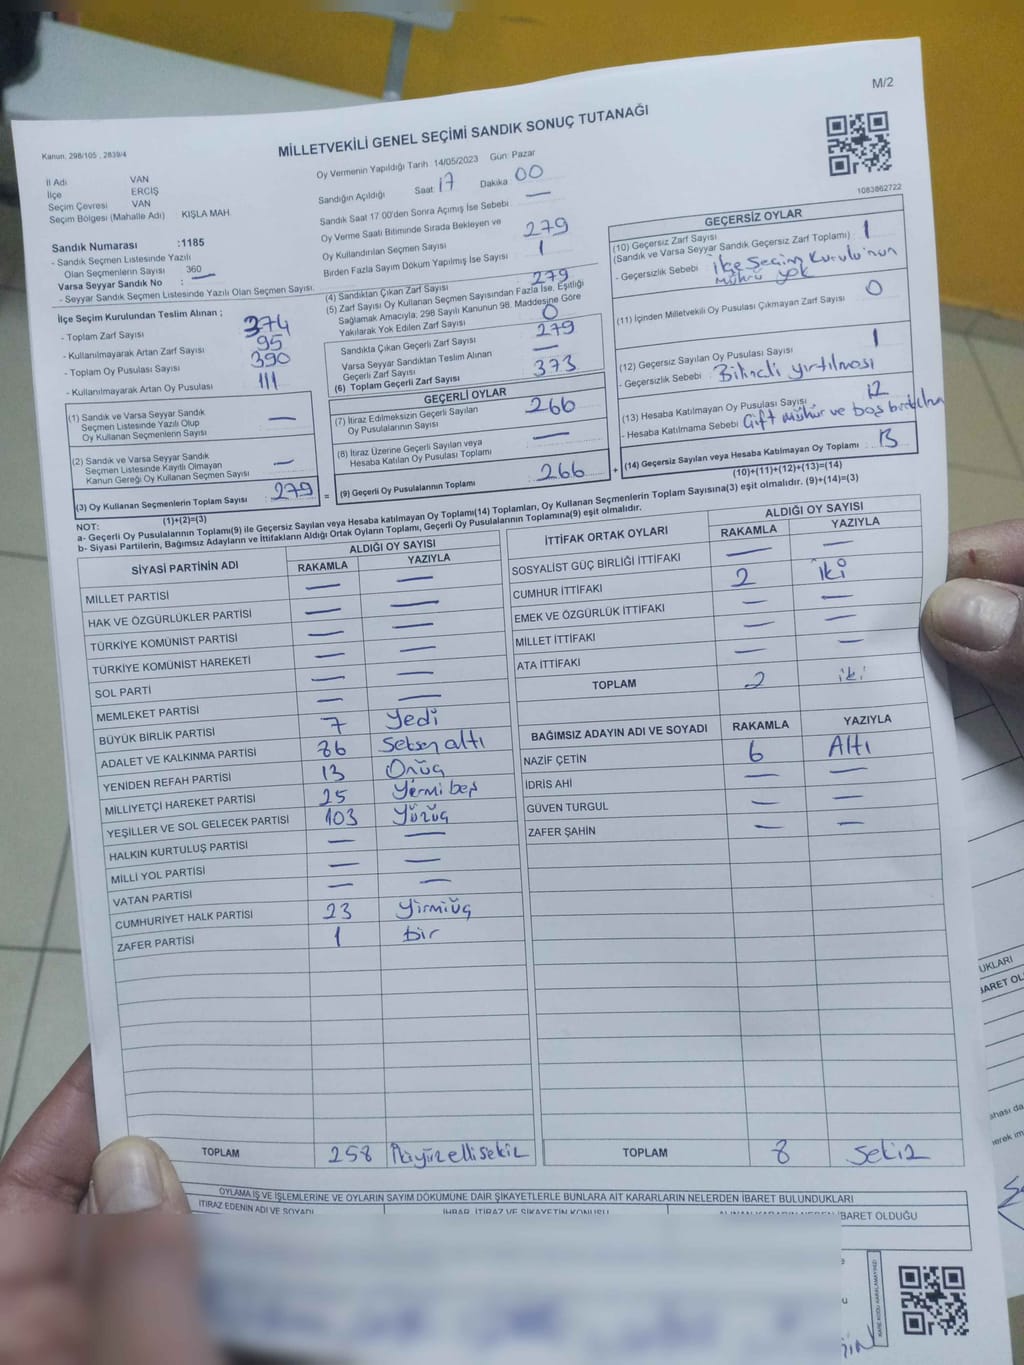 M/2
MİLLETVEKİLİ GENEL SEÇİMİ SANDIK SONUÇ TUTANAĞI
Kanun. 298/105 , 2839/4
İl Adı VAN
İlçe ERCİŞ
Seçim Çevresi VAN
Seçim Bölgesi (Mahalle Adı) KIŞLA MAH.
Oy Vermenin Yapıldığı Tarih 14/05/2023 Gün: Pazar
Sandığın Açıldığı Saat 17 Dakika 00
Sandık Saat 17 00'den Sonra Açımış İse Sebebi —
Oy Verme Saati Bitiminde Sırada Bekleyen ve
Oy Kullandırılan Seçmen Sayısı 279
Birden Fazla Sayım Döküm Yapılmış İse Sayısı 1
1083862722
Sandık Numarası :1185
- Sandık Seçmen Listesinde Yazılı
Olan Seçmenlerin Sayısı 360
Varsa Seyyar Sandık No : —
- Seyyar Sandık Seçmen Listesinde Yazılı Olan Seçmen Sayısı:
İlçe Seçim Kurulundan Teslim Alınan ;
- Toplam Zarf Sayısı 374
- Kullanılmayarak Artan Zarf Sayısı 95
- Toplam Oy Pusulası Sayısı 390
- Kullanılmayarak Artan Oy Pusulası 111
(1) Sandık ve Varsa Seyyar Sandık
Seçmen Listesinde Yazılı Olup
Oy Kullanan Seçmenlerin Sayısı —
(2) Sandık ve Varsa Seyyar Sandık
Seçmen Listesinde Kayıtlı Olmayan
Kanun Gereği Oy Kullanan Seçmen Sayısı —
(3) Oy Kullanan Seçmenlerin Toplam Sayısı : 279
(1)+(2)=(3)
(4) Sandıktan Çıkan Zarf Sayısı 279
(5) Zarf Sayısı Oy Kullanan Seçmen Sayısından Fazla İse, Eşitliği
Sağlamak Amacıyla; 298 Sayılı Kanunun 98. Maddesine Göre
Yakılarak Yok Edilen Zarf Sayısı 0
Sandıkta Çıkan Geçerli Zarf Sayısı 279
Varsa Seyyar Sandıktan Teslim Alınan
Geçerli Zarf Sayısı —
(6) Toplam Geçerli Zarf Sayısı 373
GEÇERLİ OYLAR
(7) İtiraz Edilmeksizin Geçerli Sayılan
Oy Pusulalarının Sayısı 266
(8) İtiraz Üzerine Geçerli Sayılan veya
Hesaba Katılan Oy Pusulası Toplamı —
(9) Geçerli Oy Pusulalarının Toplamı : 266
GEÇERSİZ OYLAR
(10) Geçersiz Zarf Sayısı
(Sandık ve Varsa Seyyar Sandık Geçersiz Zarf Toplamı) 1
- Geçersizlik Sebebi : İlçe Seçim Kurulu'nun
mührü yok
(11) İçinden Milletvekili Oy Pusulası Çıkmayan Zarf Sayısı 0
(12) Geçersiz Sayılan Oy Pusulası Sayısı 1
- Geçersizlik Sebebi : Bilinçli yırtılması
(13) Hesaba Katılmayan Oy Pusulası Sayısı 12
- Hesaba Katılmama Sebebi Çift mühür ve boş
(14) Geçersiz Sayılan veya Hesaba Katılmayan Oy Toplamı 13
(10)+(11)+(12)+(13)=(14)
NOT:
a- Geçerli Oy Pusulalarının Toplamı(9) ile Geçersiz Sayılan veya Hesaba katılmayan Oy Toplamı(14) Toplamları, Oy Kullanan Seçmenlerin Toplam Sayısına(3) eşit olmalıdır. (9)+(14)=(3)
b- Siyasi Partilerin, Bağımsız Adayların ve İttifakların Aldığı Ortak Oyların Toplamı, Geçerli Oy Pusulalarının Toplamına(9) eşit olmalıdır.
SİYASİ PARTİNİN ADI ALDIĞI OY SAYISI
RAKAMLA YAZIYLA
MİLLET PARTİSİ — —
HAK VE ÖZGÜRLÜKLER PARTİSİ — —
TÜRKİYE KOMÜNİST PARTİSİ — —
TÜRKİYE KOMÜNİST HAREKETİ — —
SOL PARTİ — —
MEMLEKET PARTİSİ — —
BÜYÜK BİRLİK PARTİSİ 7 Yedi
ADALET VE KALKINMA PARTİSİ 86 Seksen altı
YENİDEN REFAH PARTİSİ 13 Onüç
MİLLİYETÇİ HAREKET PARTİSİ 25 Yirmi beş
YEŞİLLER VE SOL GELECEK PARTİSİ 103 Yüzüç
HALKIN KURTULUŞ PARTİSİ — —
MİLLİ YOL PARTİSİ — —
VATAN PARTİSİ — —
CUMHURİYET HALK PARTİSİ 23 Yirmiüç
ZAFER PARTİSİ 1 bir
TOPLAM 258 İkiyüzellisekiz
İTTİFAK ORTAK OYLARI ALDIĞI OY SAYISI
RAKAMLA YAZIYLA
SOSYALİST GÜÇ BİRLİĞİ İTTİFAKI — —
CUMHUR İTTİFAKI 2 iki
EMEK VE ÖZGÜRLÜK İTTİFAKI — —
MİLLET İTTİFAKI — —
ATA İTTİFAKI — —
TOPLAM 2 iki
BAĞIMSIZ ADAYIN ADI VE SOYADI RAKAMLA YAZIYLA
NAZİF ÇETİN 6 Altı
İDRİS AHİ — —
GÜVEN TURGUL — —
ZAFER ŞAHİN — —
TOPLAM 8 Sekiz
OYLAMA İŞ VE İŞLEMLERİNE VE OYLARIN SAYIM DÖKÜMÜNE DAİR ŞİKAYETLERLE BUNLARA AİT KARARLARIN NELERDEN İBARET BULUNDUKLARI
İTİRAZ EDENİN ADI VE SOYADI İHBAR, İTİRAZ VE ŞİKAYETİN KONUSU ALINAN KARARIN NEDEN İBARET OLDUĞU